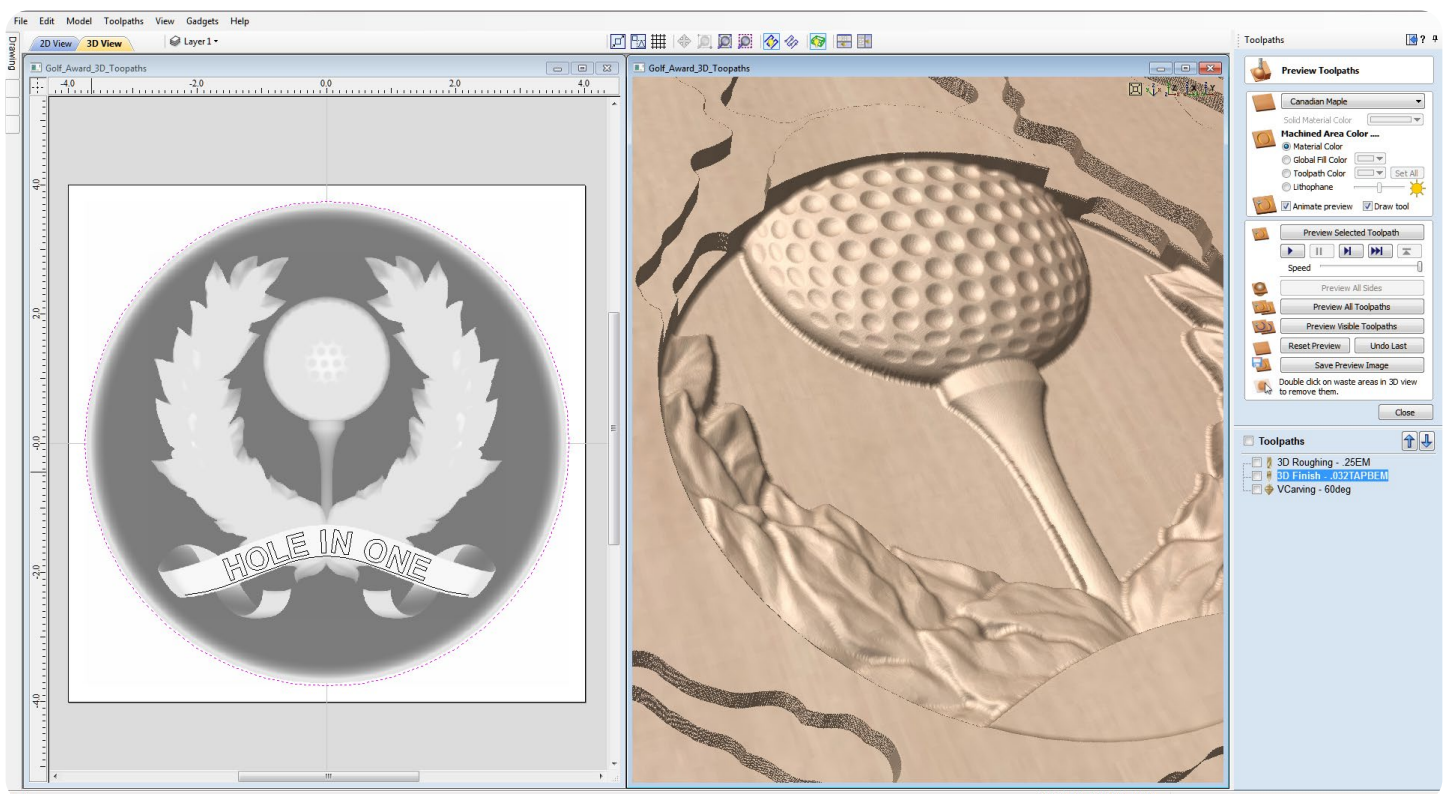 File Edit Model Toolpaths View Gadgets Help
Drawing
2D View 3D View Layer 1
Golf_Award_3D_Toopaths
-4.0 -2.0 0.0 2.0 4.0
4.0
2.0
-0.0
-2.0
-4.0
HOLE IN ONE
Golf_Award_3D_Toopaths
Toolpaths
?
Preview Toolpaths
Canadian Maple
Solid Material Color
Machined Area Color ....
Material Color
Global Fill Color
Toolpath Color Set All
Lithophane
Animate preview Draw tool
Preview Selected Toolpath
Speed
Preview All Sides
Preview All Toolpaths
Preview Visible Toolpaths
Reset Preview Undo Last
Save Preview Image
Double click on waste areas in 3D view
to remove them.
Close
Toolpaths
3D Roughing - .25EM
3D Finish - .032TAPBEM
VCarving - 60deg